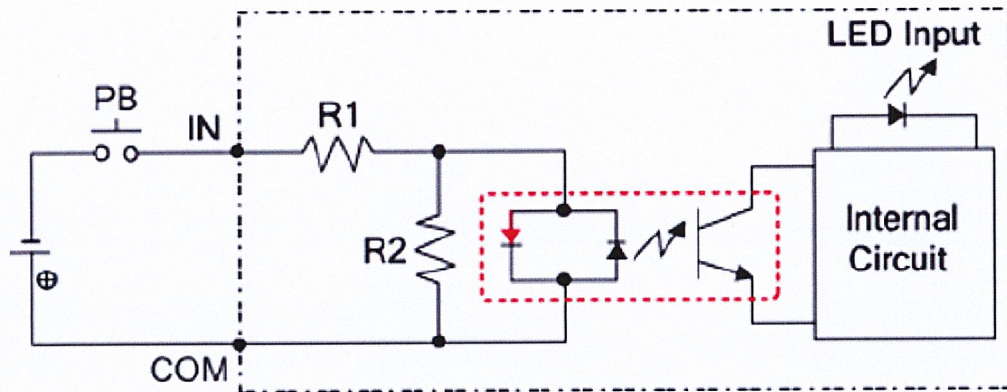 LED Input
PB
IN
R1
R2
Internal
Circuit
COM